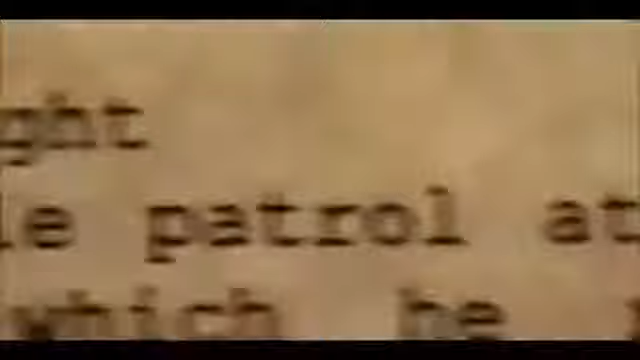 ght
le patrol at
which he